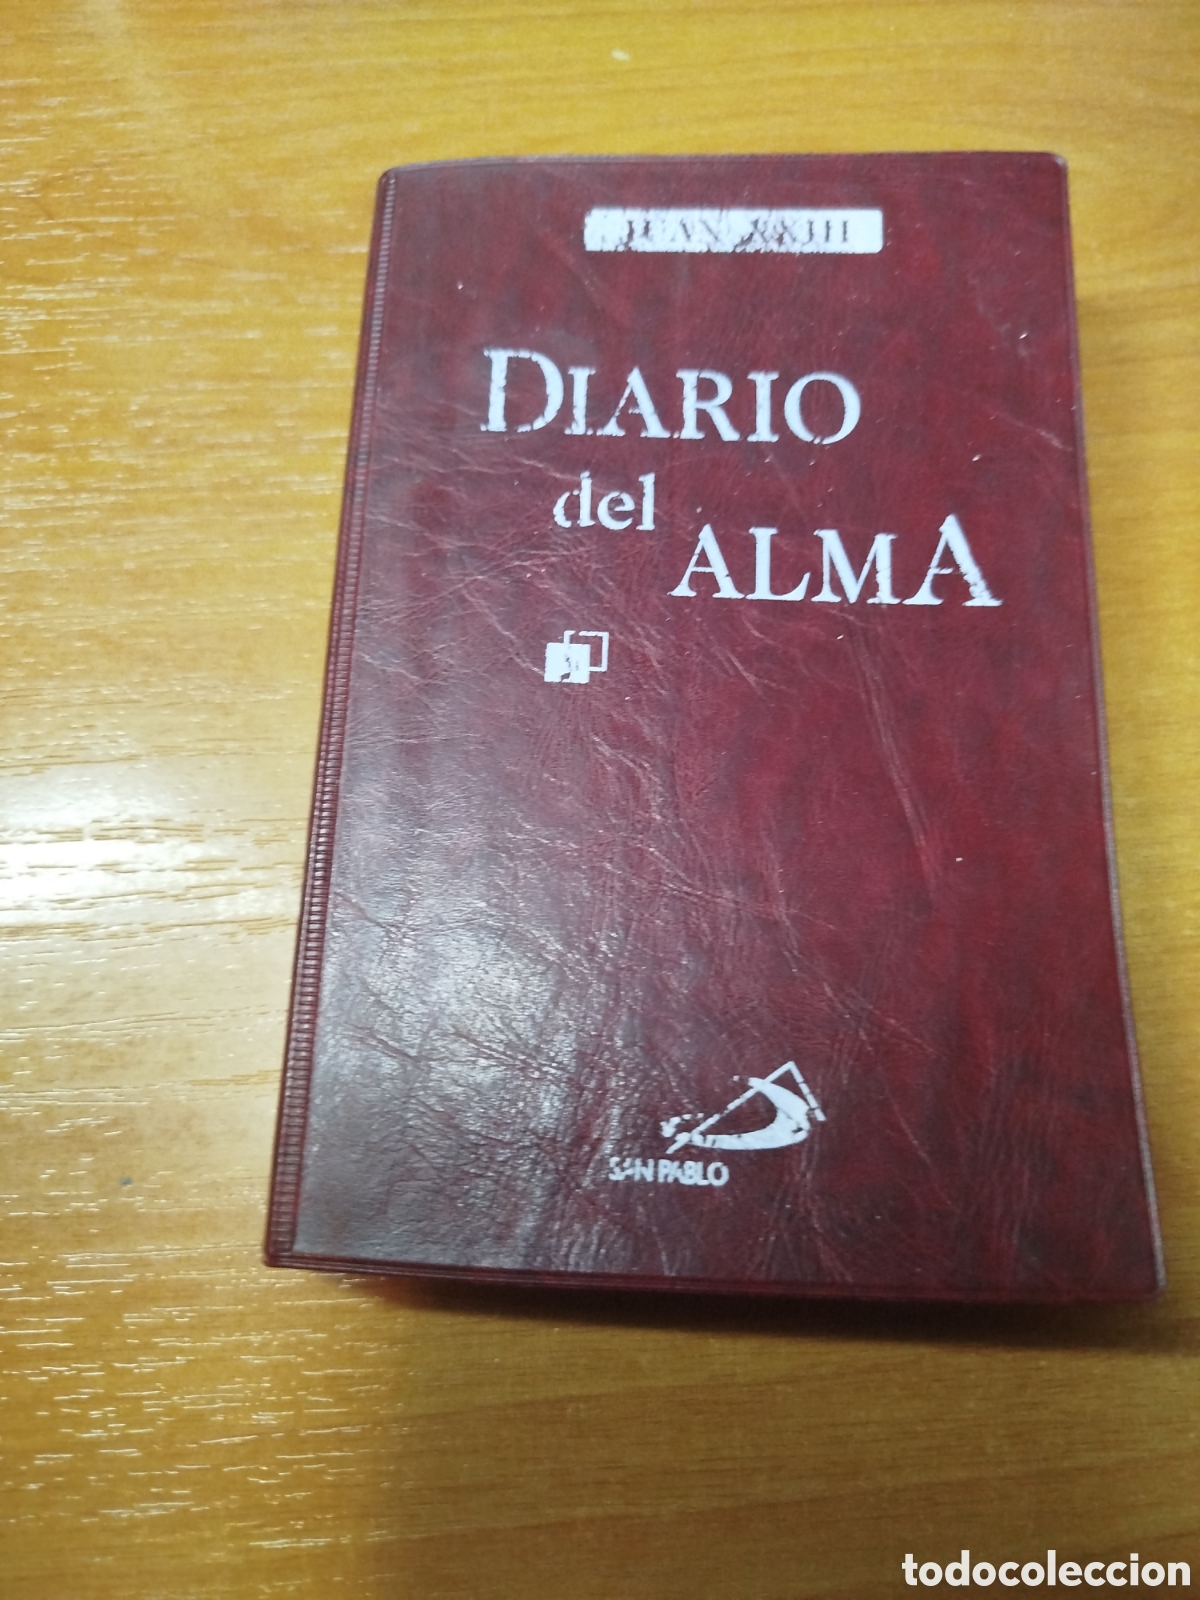 JUAN XXIII
DIARIO
del
ALMA
SAN PABLO
todocoleccion